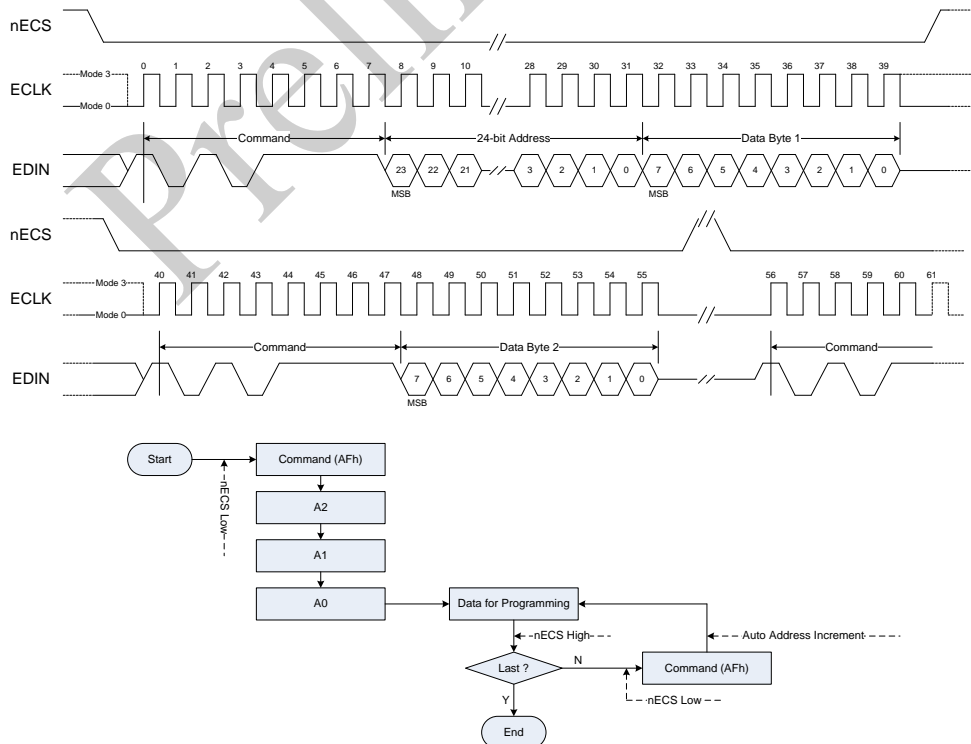 nECS
ECLK
Mode 3
Mode 0
0 1 2 3 4 5 6 7 8 9 10 28 29 30 31 32 33 34 35 36 37 38 39
Command 24-bit Address Data Byte 1
EDIN
23 22 21 3 2 1 0 7 6 5 4 3 2 1 0
MSB MSB
nECS
40 41 42 43 44 45 46 47 48 49 50 51 52 53 54 55 56 57 58 59 60 61
Mode 3
ECLK
Mode 0
Command Data Byte 2 Command
EDIN
7 6 5 4 3 2 1 0
MSB
Start
Command (AFh)
nECS Low
A2
A1
A0
Data for Programming
nECS High
Auto Address Increment
Last ?
N
Command (AFh)
nECS Low
Y
End
Preli